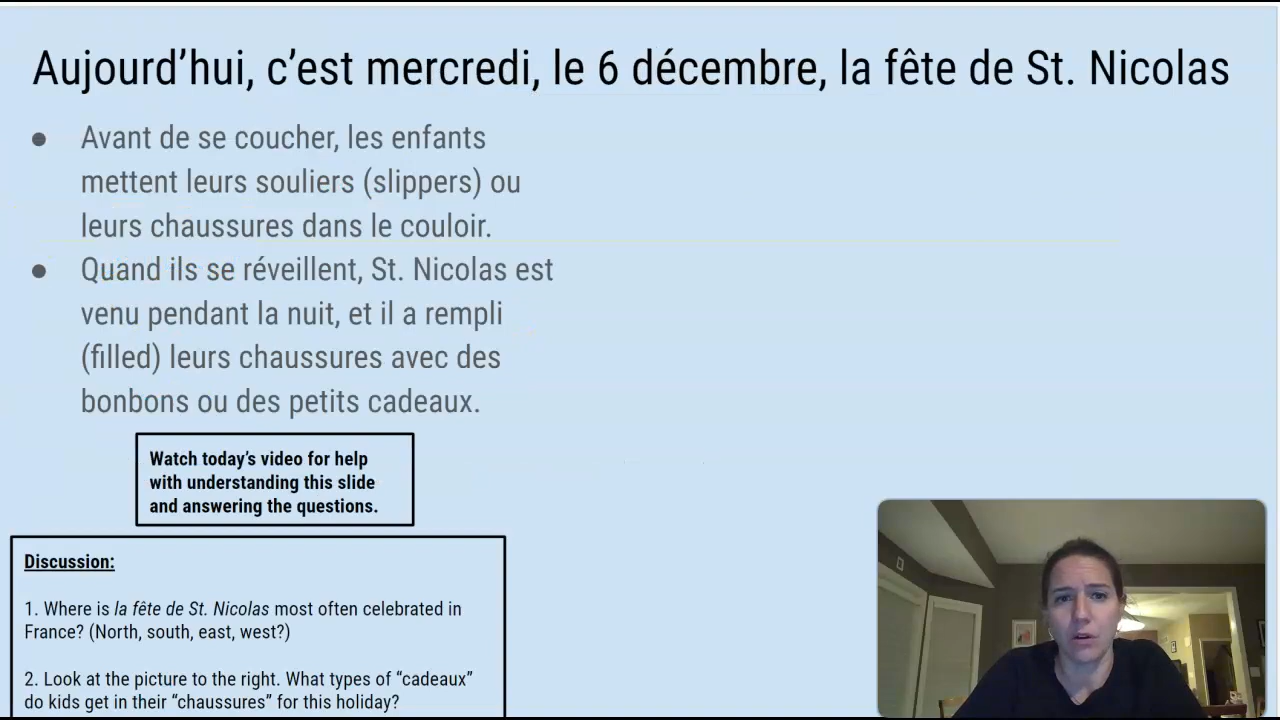 Aujourd’hui, c’est mercredi, le 6 décembre, la fête de St. Nicolas
● Avant de se coucher, les enfants
mettent leurs souliers (slippers) ou
leurs chaussures dans le couloir.
● Quand ils se réveillent, St. Nicolas est
venu pendant la nuit, et il a rempli
(filled) leurs chaussures avec des
bonbons ou des petits cadeaux.
Watch today’s video for help
with understanding this slide
and answering the questions.
Discussion:
1. Where is la fête de St. Nicolas most often celebrated in
France? (North, south, east, west?)
2. Look at the picture to the right. What types of “cadeaux”
do kids get in their “chaussures” for this holiday?